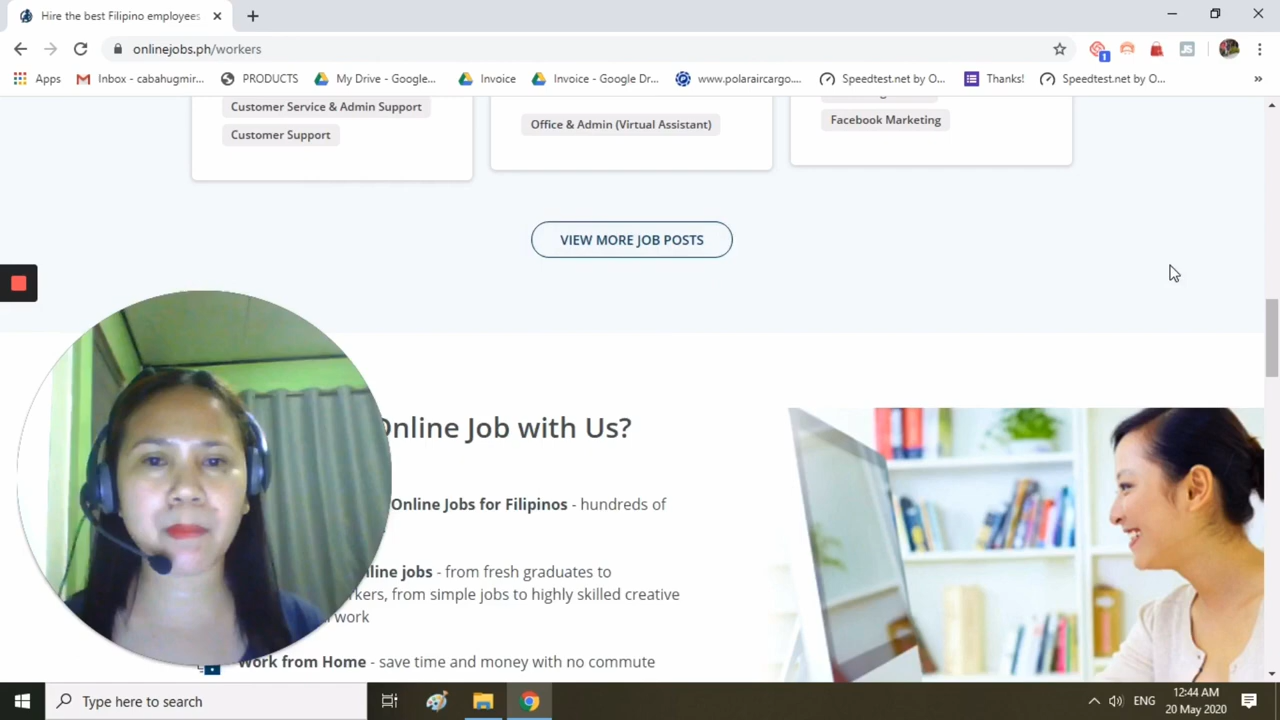 Hire the best Filipino employees
onlinejobs.ph/workers
1
JS
Apps
Inbox - cabahugmir...
PRODUCTS
My Drive - Google...
Invoice
Invoice - Google Dr...
www.polaraircargo....
Speedtest.net by O...
Thanks!
Speedtest.net by O...
»
Customer Service & Admin Support
Customer Support
Office & Admin (Virtual Assistant)
Facebook Marketing
VIEW MORE JOB POSTS
Online Job with Us?
Online Jobs for Filipinos - hundreds of
jobs - from fresh graduates to
from simple jobs to highly skilled creative
work
Work from Home - save time and money with no commute
Type here to search
ENG
12:44 AM
20 May 2020